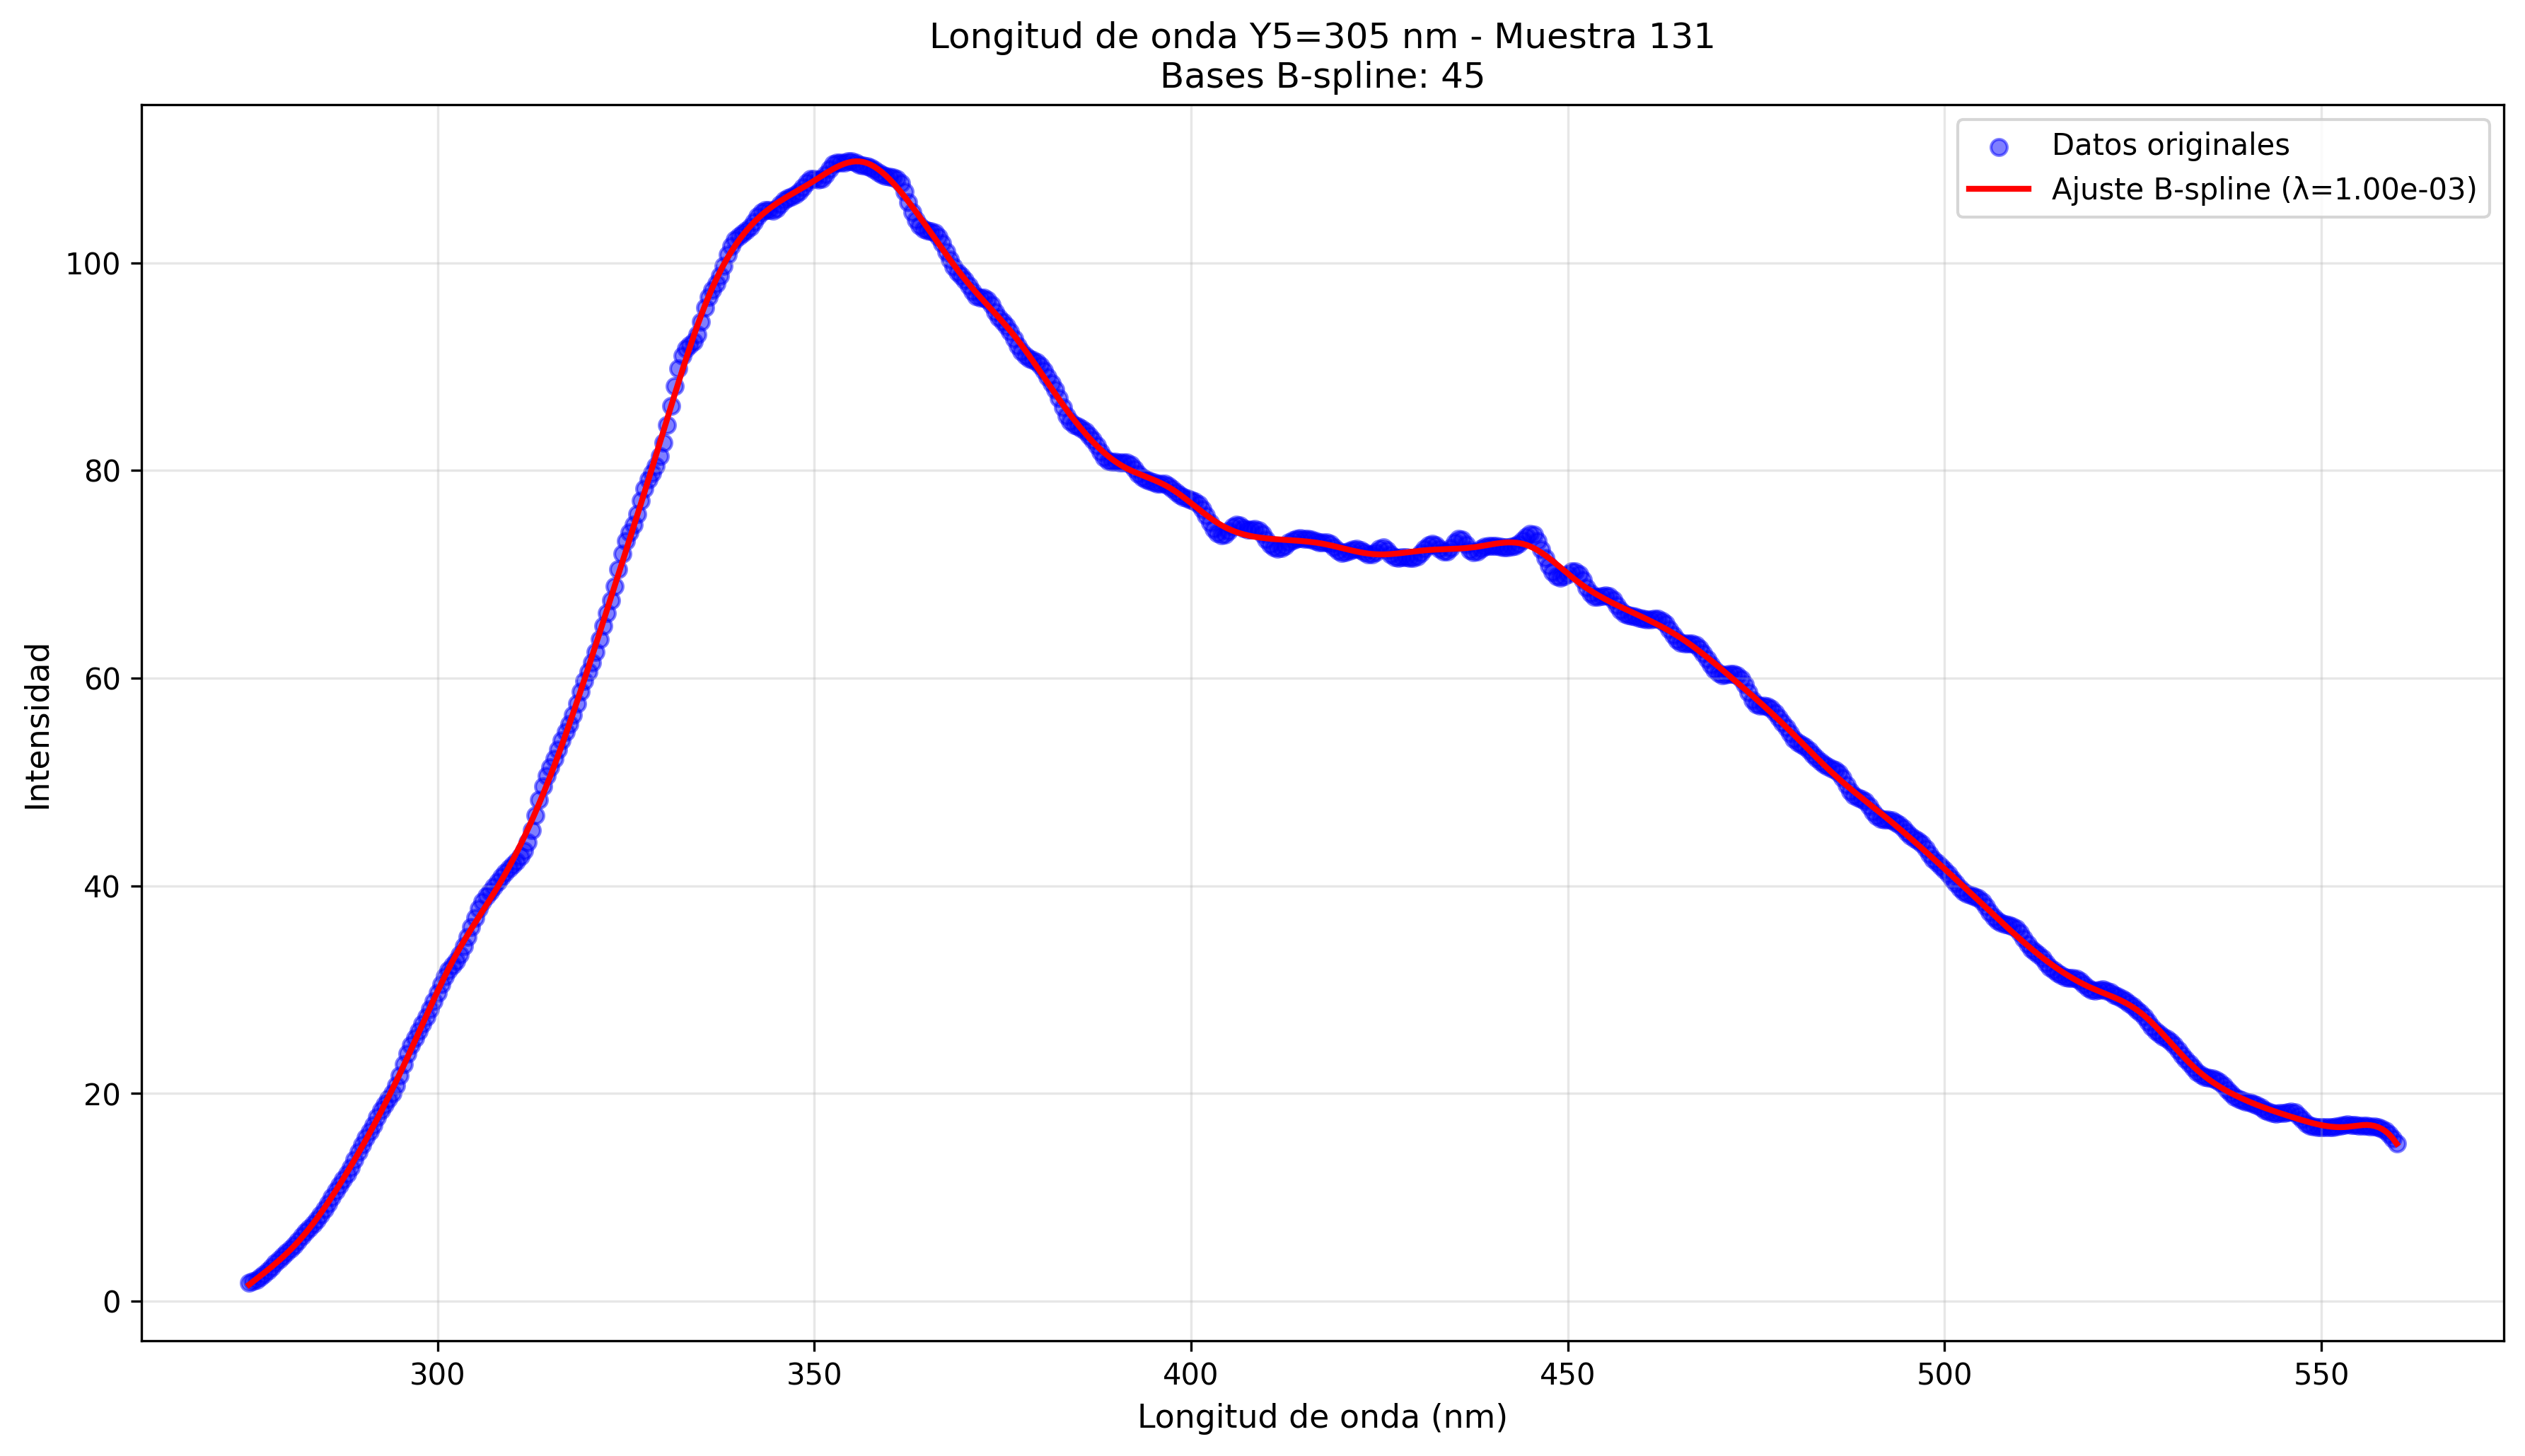 Longitud de onda Y5=305 nm - Muestra 131
Bases B-spline: 45
Datos originales
Ajuste B-spline (λ=1.00e-03)
Intensidad
100
80
60
40
20
0
300 350 400 450 500 550
Longitud de onda (nm)